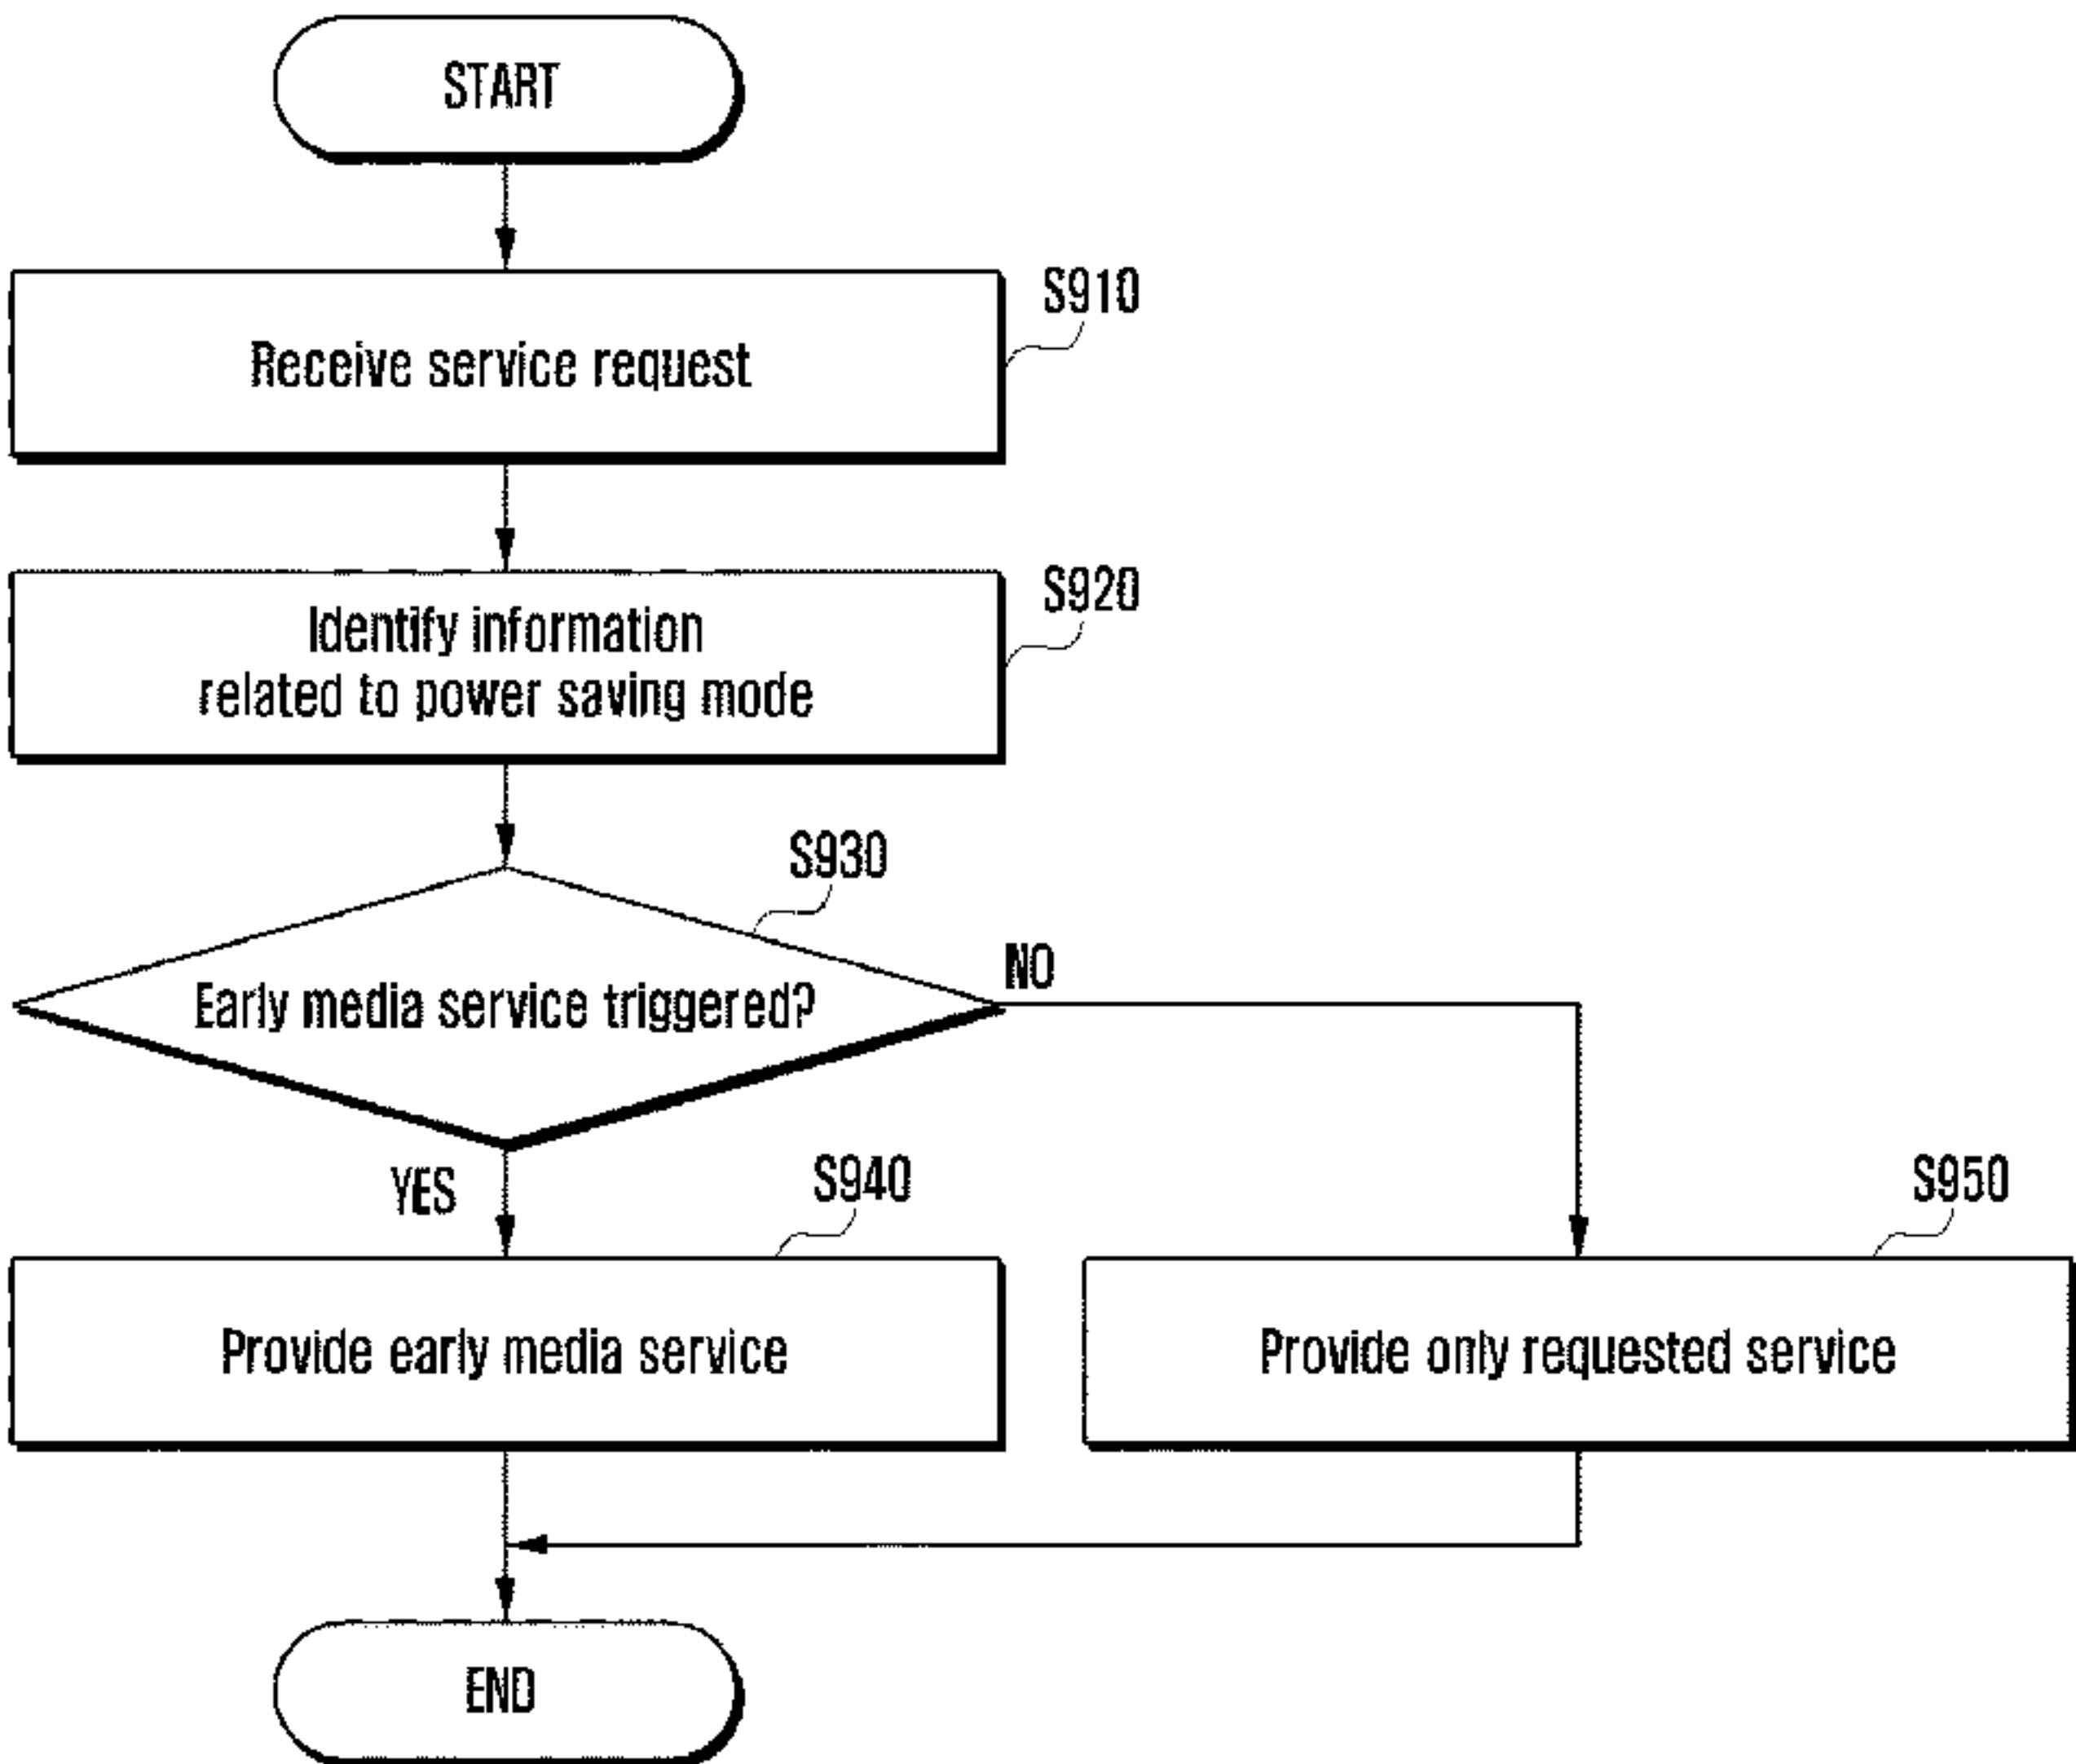 START
S910
Receive service request
S920
Identify information
related to power saving mode
S930
Early media service triggered?
NO
YES
S940
Provide early media service
S950
Provide only requested service
END